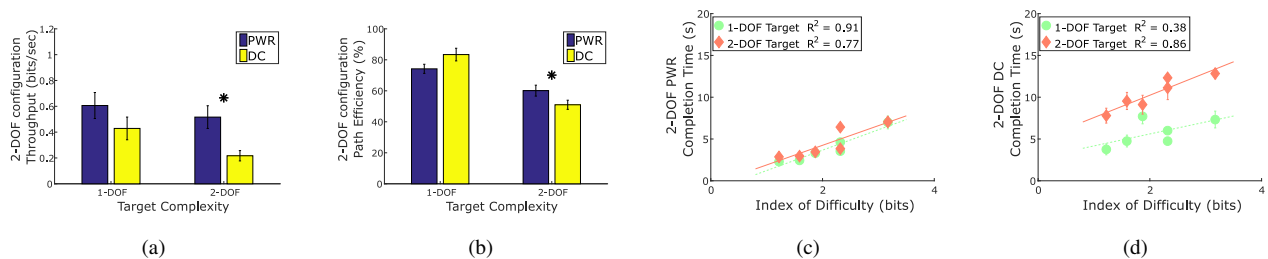 2-DOF configuration
Throughput (bits/sec)
1.2
1
0.8
0.6
0.4
0.2
0
PWR
DC
*
1-DOF
2-DOF
Target Complexity
(a)
2-DOF configuration
Path Efficiency (%)
100
80
60
40
20
0
PWR
DC
*
1-DOF
2-DOF
Target Complexity
(b)
2-DOF PWR
Completion Time (s)
20
15
10
5
0
1-DOF Target R² = 0.91
2-DOF Target R² = 0.77
0
2
4
Index of Difficulty (bits)
(c)
2-DOF DC
Completion Time (s)
20
15
10
5
0
1-DOF Target R² = 0.38
2-DOF Target R² = 0.86
0
2
4
Index of Difficulty (bits)
(d)